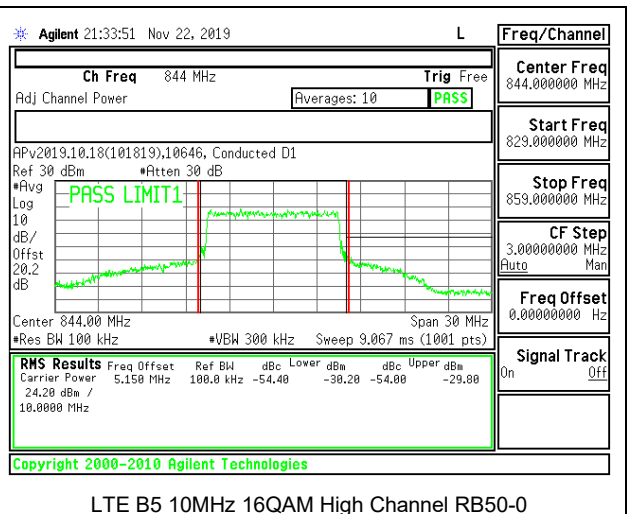 Agilent 21:33:51 Nov 22, 2019 L
Freq/Channel
Ch Freq 844 MHz Trig Free
Adj Channel Power Averages: 10 PASS
APv2019.10.18(101819),10646, Conducted D1
Ref 30 dBm #Atten 30 dB
#Avg
Log
10
dB/
Offst
20.2
dB
PASS LIMIT1
Center 844.00 MHz Span 30 MHz
#Res BW 100 kHz #VBW 300 kHz Sweep 9.067 ms (1001 pts)
RMS Results Freq Offset Ref BW dBc Lower dBm dBc Upper dBm
Carrier Power 5.150 MHz 100.0 kHz -54.40 -30.20 -54.00 -29.80
24.20 dBm /
10.0000 MHz
Copyright 2000-2010 Agilent Technologies
Center Freq
844.000000 MHz
Start Freq
829.000000 MHz
Stop Freq
859.000000 MHz
CF Step
3.00000000 MHz
Auto Man
Freq Offset
0.00000000 Hz
Signal Track
On Off
LTE B5 10MHz 16QAM High Channel RB50-0